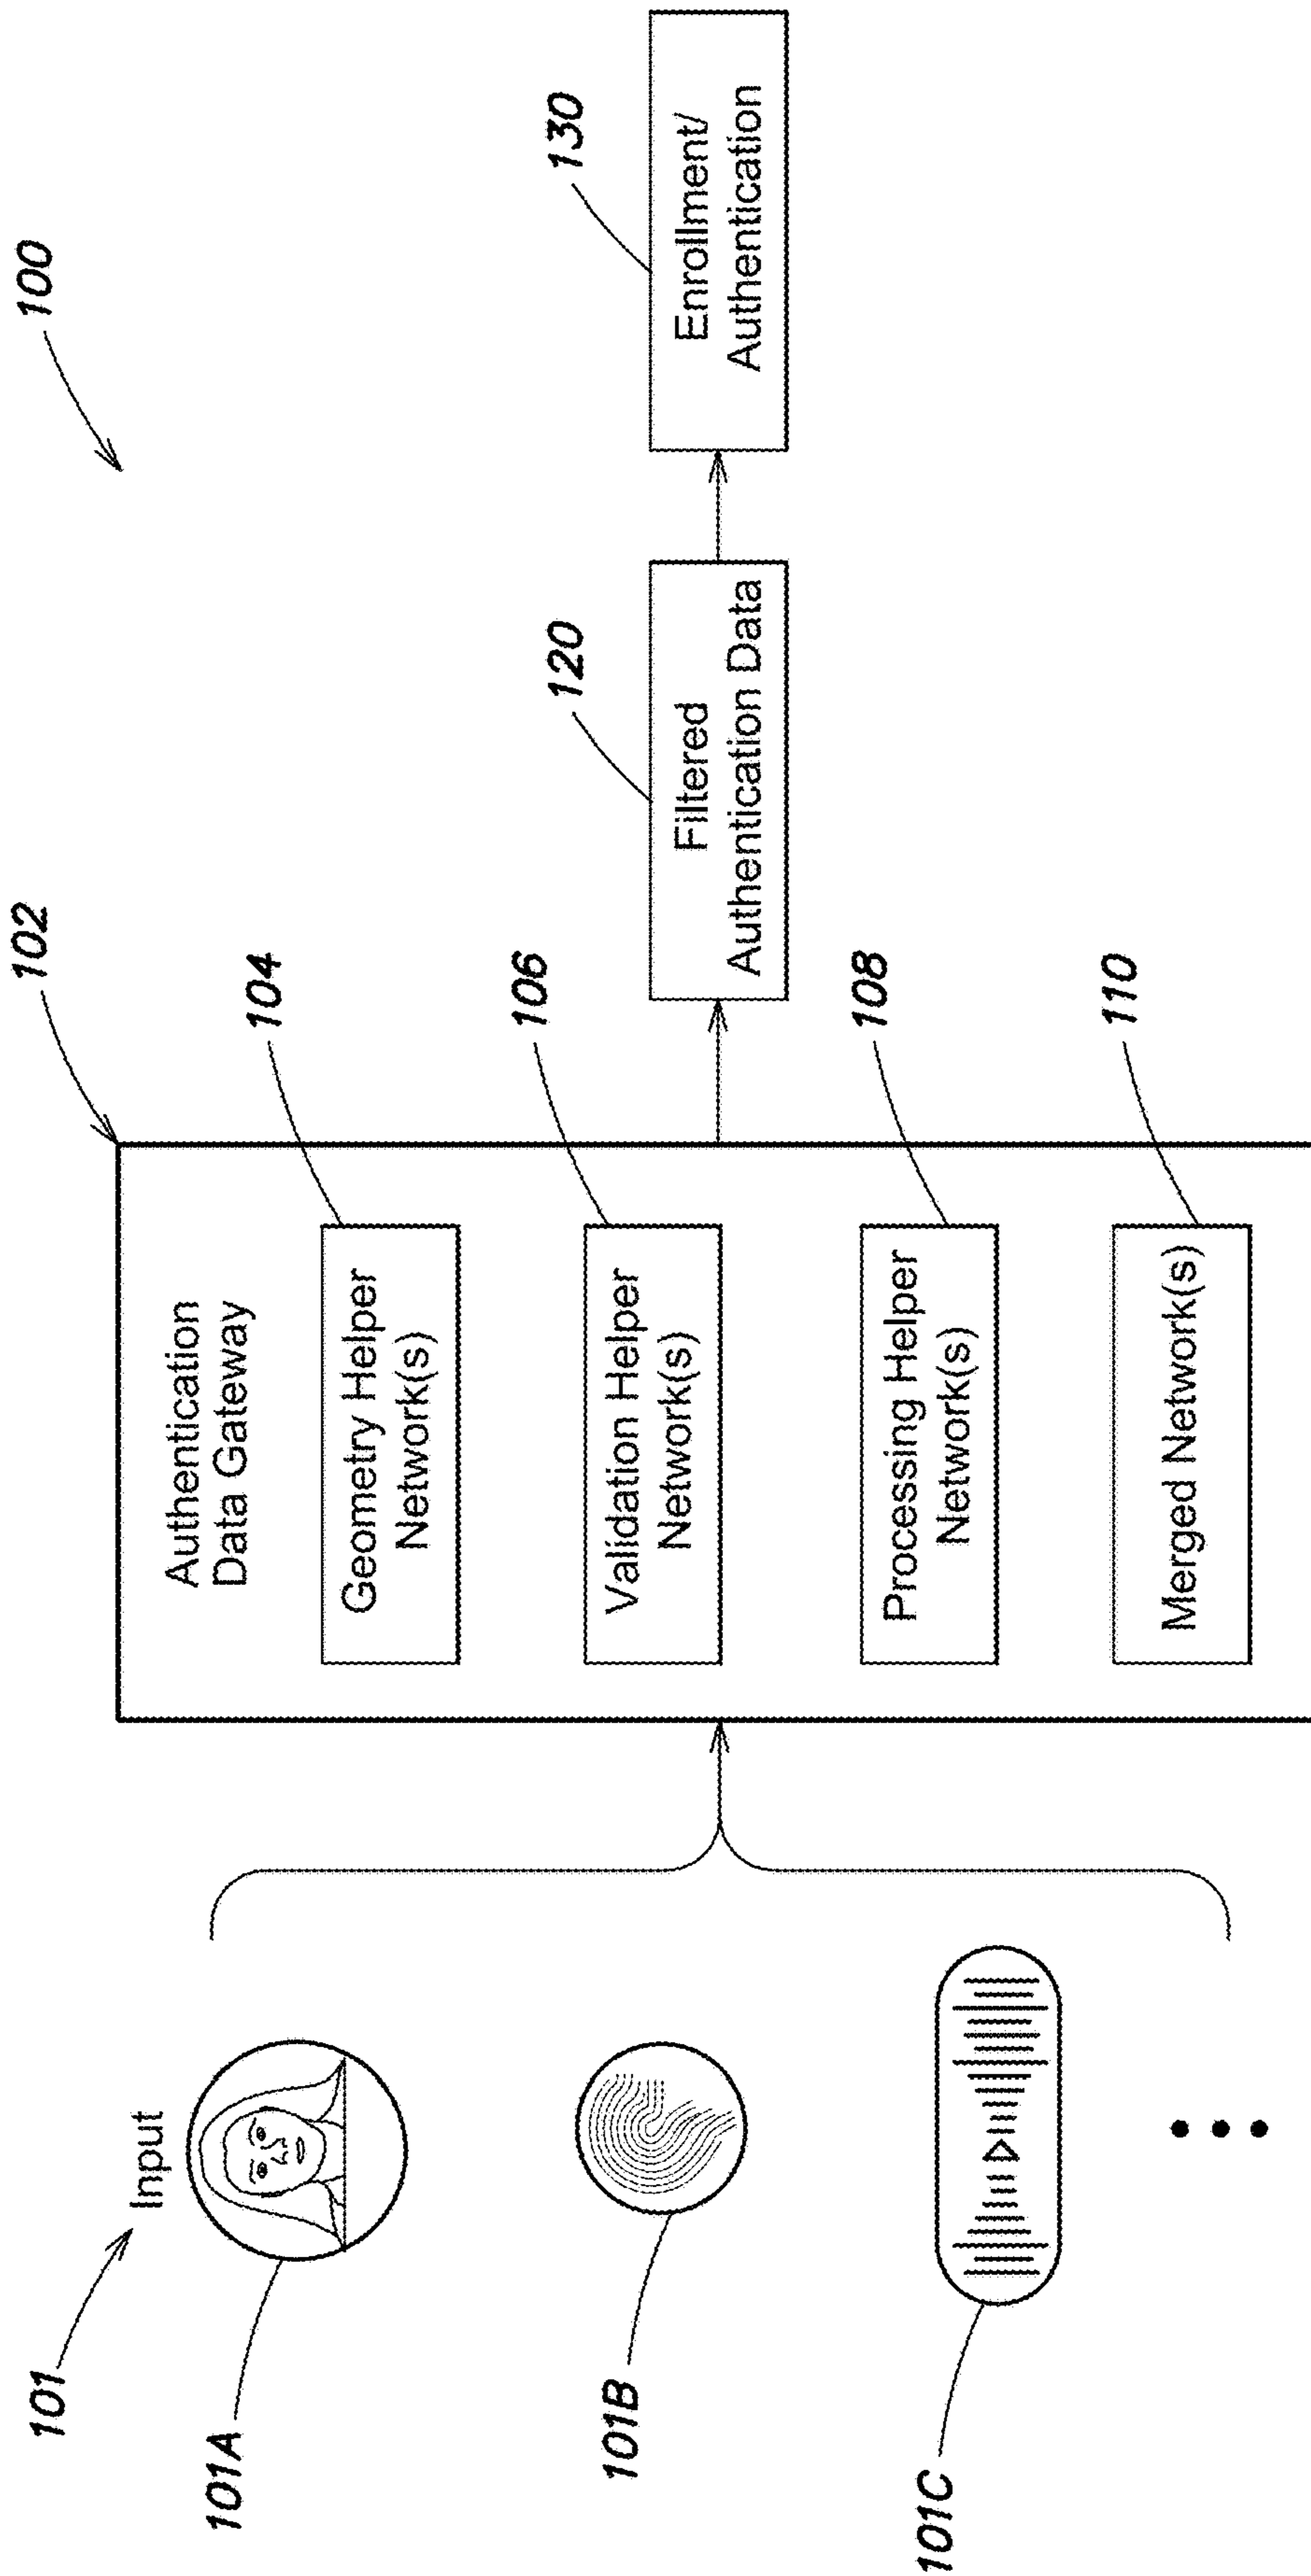 100
101
Input
101A
101B
101C
102
Authentication
Data Gateway
104
Geometry Helper
Network(s)
106
Validation Helper
Network(s)
108
Processing Helper
Network(s)
110
Merged Network(s)
120
Filtered
Authentication Data
130
Enrollment/
Authentication